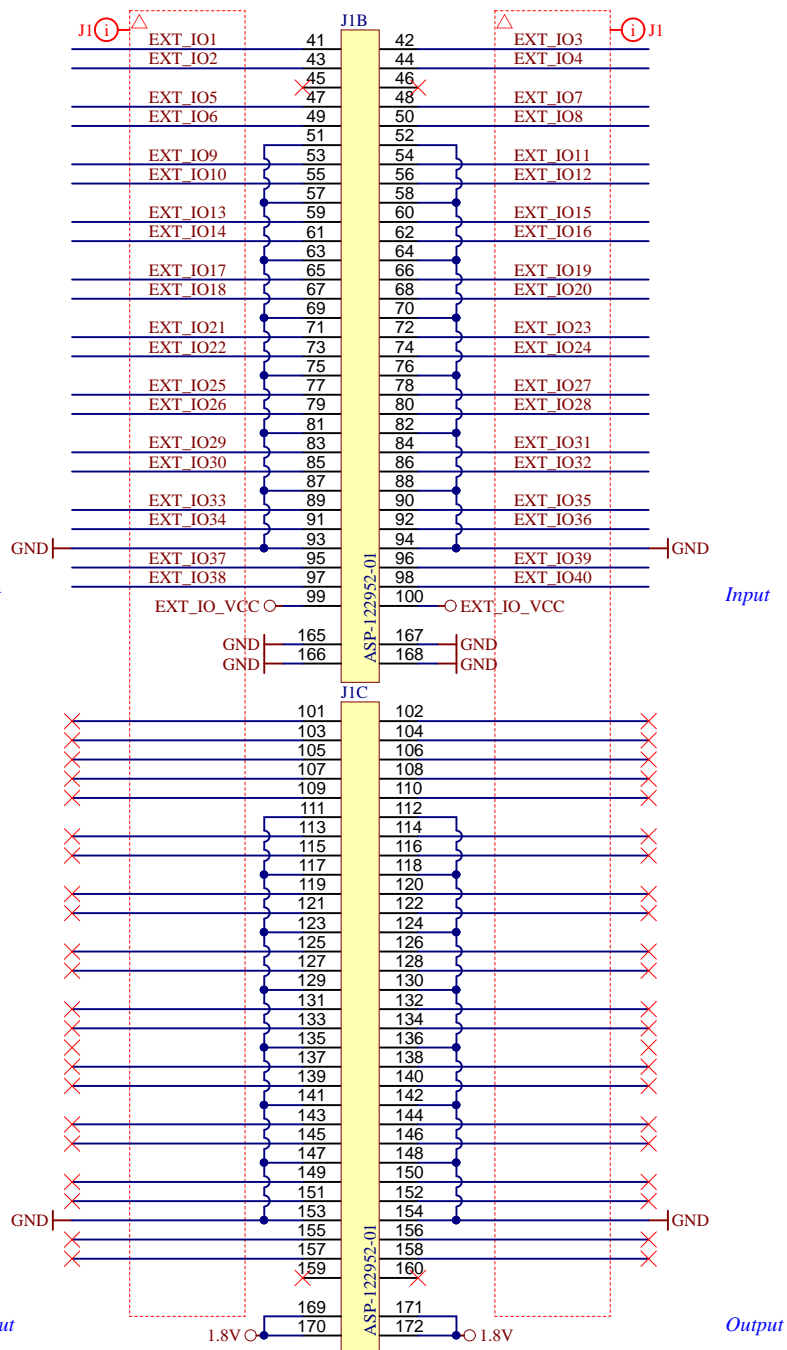 J1B
J1 i EXT_IO1 41 42 EXT_IO3 i J1
EXT_IO2 43 44 EXT_IO4
45 46
EXT_IO5 47 48 EXT_IO7
EXT_IO6 49 50 EXT_IO8
51 52
EXT_IO9 53 54 EXT_IO11
EXT_IO10 55 56 EXT_IO12
57 58
EXT_IO13 59 60 EXT_IO15
EXT_IO14 61 62 EXT_IO16
63 64
EXT_IO17 65 66 EXT_IO19
EXT_IO18 67 68 EXT_IO20
69 70
EXT_IO21 71 72 EXT_IO23
EXT_IO22 73 74 EXT_IO24
75 76
EXT_IO25 77 78 EXT_IO27
EXT_IO26 79 80 EXT_IO28
81 82
EXT_IO29 83 84 EXT_IO31
EXT_IO30 85 86 EXT_IO32
87 88
EXT_IO33 89 90 EXT_IO35
EXT_IO34 91 92 EXT_IO36
GND 93 94 GND
EXT_IO37 95 96 EXT_IO39
EXT_IO38 97 98 EXT_IO40
EXT_IO_VCC 99 100 EXT_IO_VCC
Input
ASP-122952-01
GND 165 167 GND
GND 166 168 GND
J1C
101 102
103 104
105 106
107 108
109 110
111 112
113 114
115 116
117 118
119 120
121 122
123 124
125 126
127 128
129 130
131 132
133 134
135 136
137 138
139 140
141 142
143 144
145 146
147 148
149 150
151 152
GND 153 154 GND
155 156
157 158
159 160
ASP-122952-01
169 171
1.8V 170 172 1.8V
Output